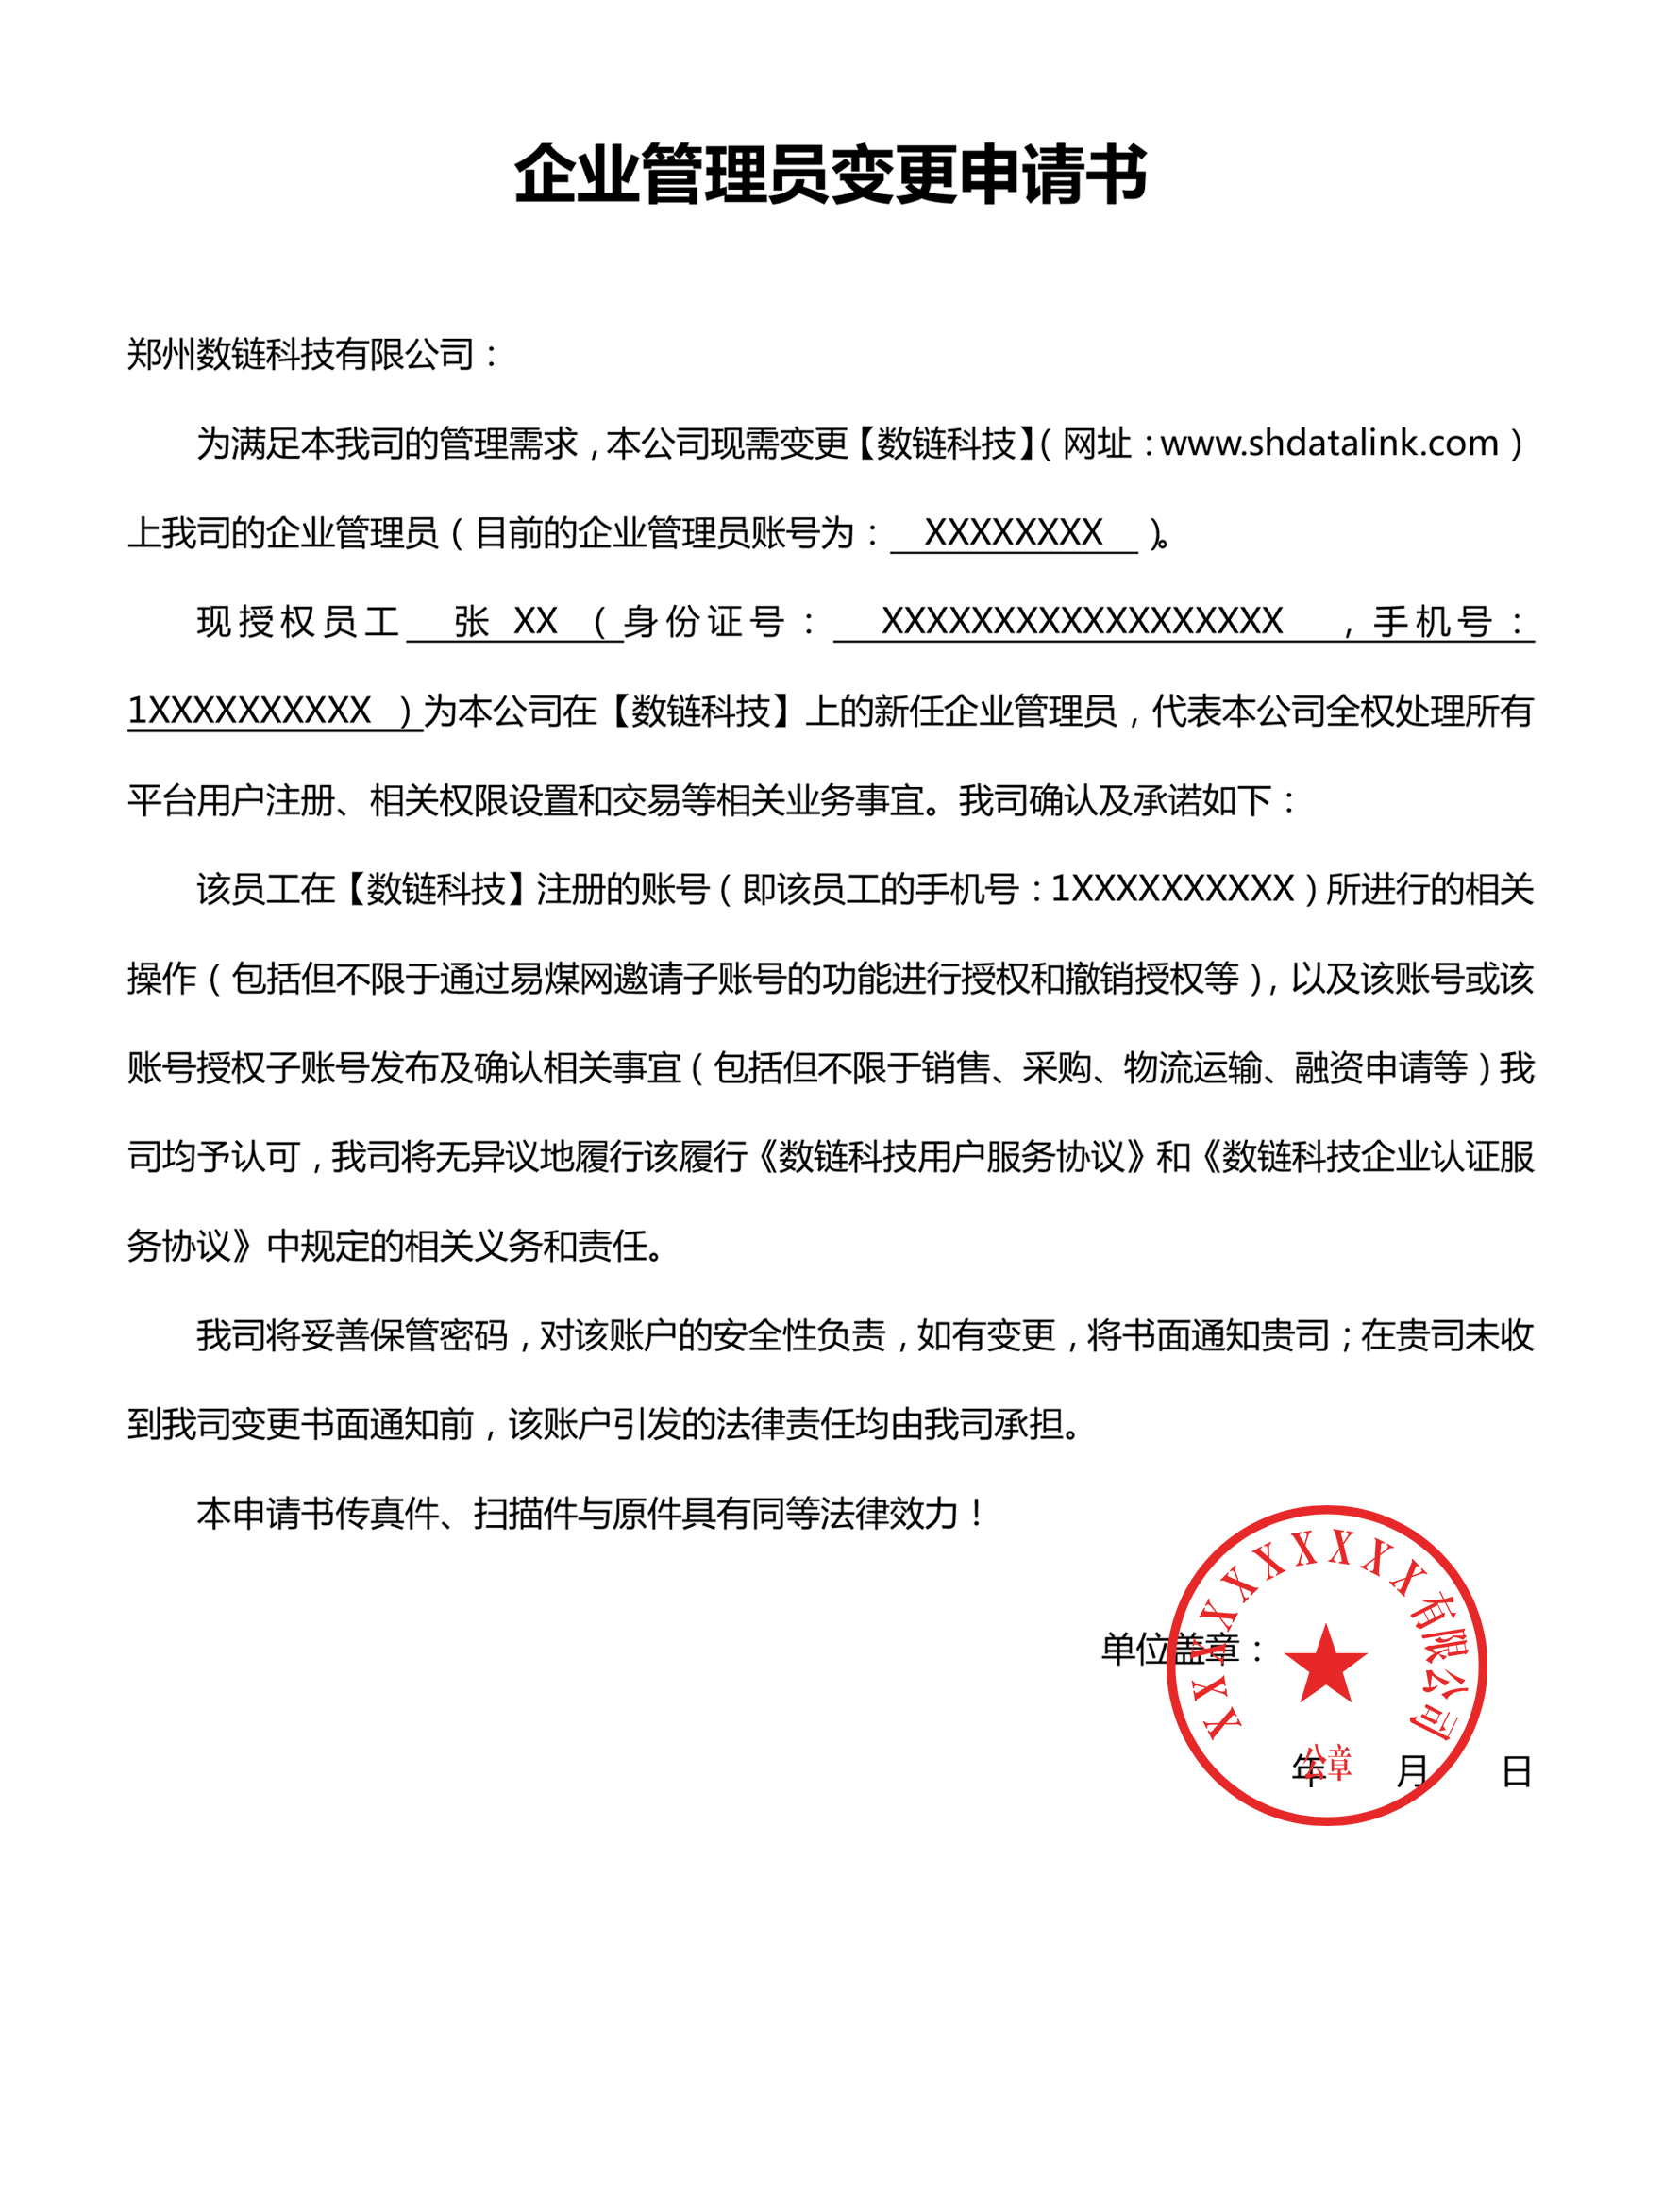 企业管理员变更申请书
郑州数链科技有限公司：
为满足本我司的管理需求，本公司现需变更【数链科技】（网址：www.shdatalink.com）
上我司的企业管理员（目前的企业管理员账号为： XXXXXXXX ）。
现授权员工 张 XX （身份证号： XXXXXXXXXXXXXXXXXX ，手机号：
1XXXXXXXXXX ）为本公司在【数链科技】上的新任企业管理员，代表本公司全权处理所有
平台用户注册、相关权限设置和交易等相关业务事宜。我司确认及承诺如下：
该员工在【数链科技】注册的账号（即该员工的手机号：1XXXXXXXXXX）所进行的相关
操作（包括但不限于通过易煤网邀请子账号的功能进行授权和撤销授权等），以及该账号或该
账号授权子账号发布及确认相关事宜（包括但不限于销售、采购、物流运输、融资申请等）我
司均予认可，我司将无异议地履行该履行《数链科技用户服务协议》和《数链科技企业认证服
务协议》中规定的相关义务和责任。
我司将妥善保管密码，对该账户的安全性负责，如有变更，将书面通知贵司；在贵司未收
到我司变更书面通知前，该账户引发的法律责任均由我司承担。
本申请书传真件、扫描件与原件具有同等法律效力！
单位盖章：
XXXXXXXXXX有限公司
公章
年 月 日